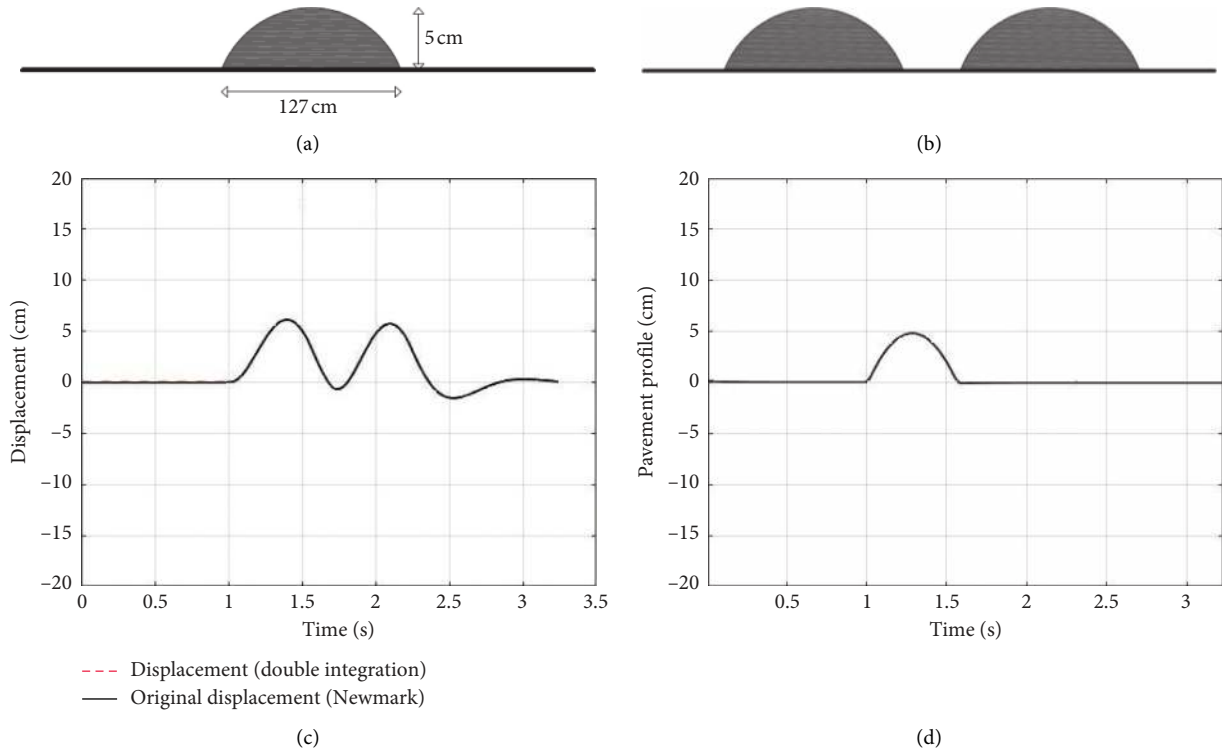 5 cm
127 cm
(a)
(b)
20
15
10
5
0
−5
−10
−15
−20
Displacement (cm)
0 0.5 1 1.5 2 2.5 3 3.5
Time (s)
Displacement (double integration)
Original displacement (Newmark)
(c)
20
15
10
5
0
−5
−10
−15
−20
Pavement profile (cm)
0.5 1 1.5 2 2.5 3
Time (s)
(d)